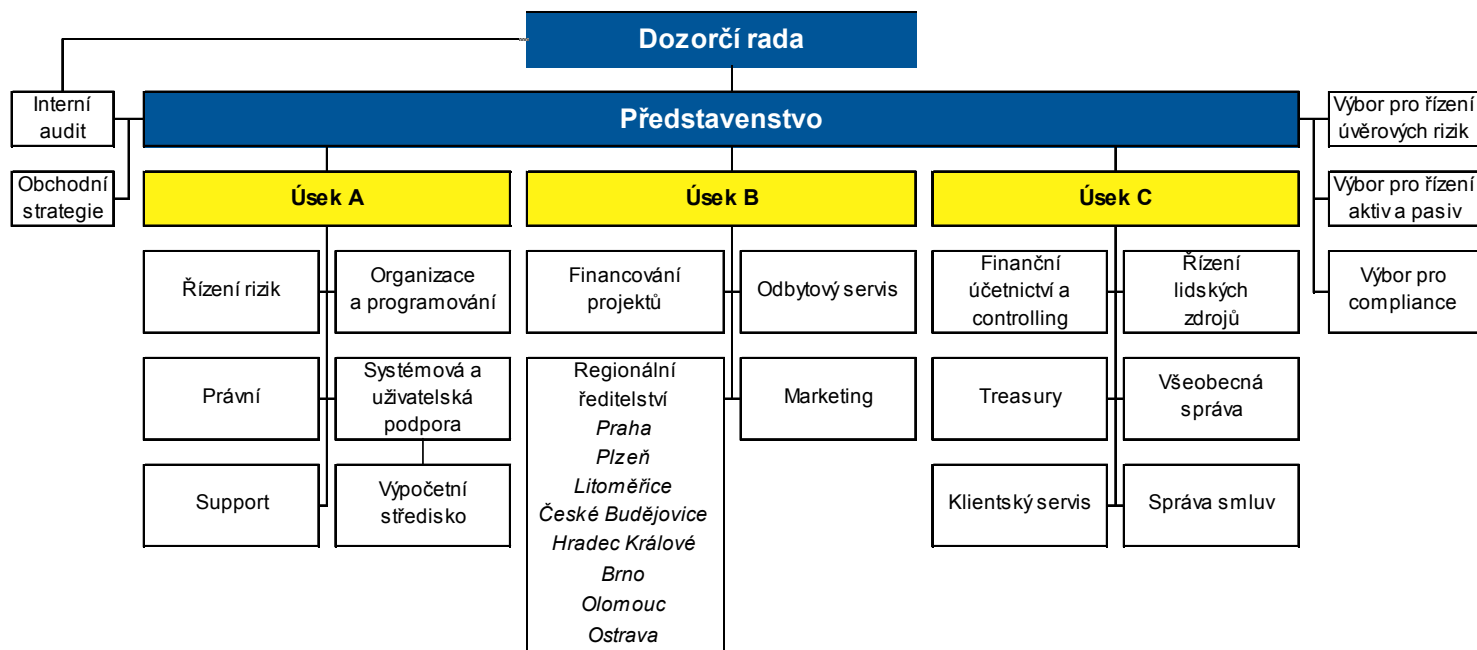 Dozorčí rada
Interní
audit
Představenstvo
Výbor pro řízení
úvěrových rizik
Obchodní
strategie
Úsek A
Úsek B
Úsek C
Výbor pro řízení
aktiv a pasiv
Řízení rizik
Organizace
a programování
Financování
projektů
Odbytový servis
Finanční
účetnictví a
controlling
Řízení
lidských
zdrojů
Výbor pro
compliance
Právní
Systémová a
uživatelská
podpora
Regionální
ředitelství
Praha
Plzeň
Litoměřice
České Budějovice
Hradec Králové
Brno
Olomouc
Ostrava
Marketing
Treasury
Všeobecná
správa
Support
Výpočetní
středisko
Klientský servis
Správa smluv